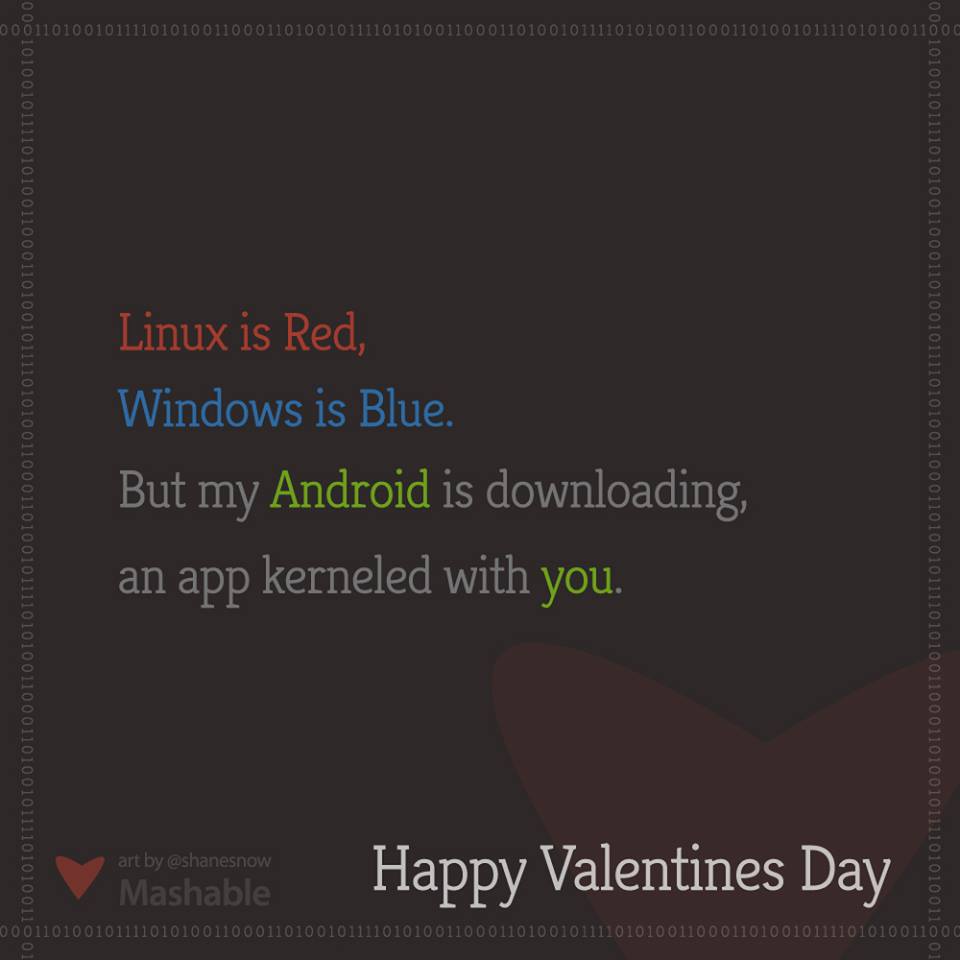 Linux is Red,
Windows is Blue.
But my Android is downloading,
an app kerneled with you.
art by @shanesnow
Mashable
Happy Valentines Day